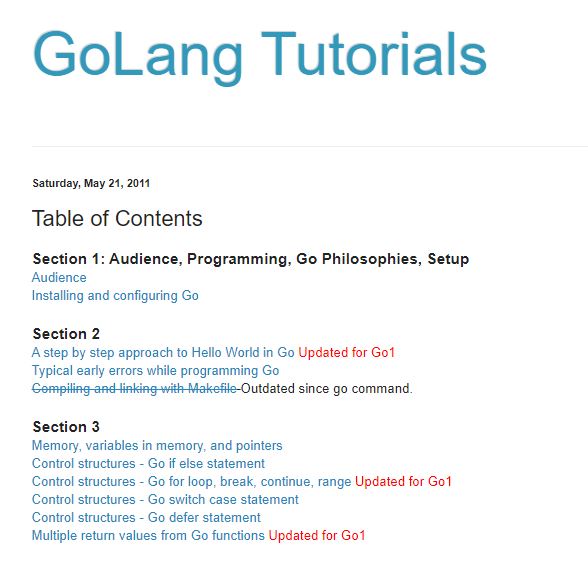 GoLang Tutorials
Saturday, May 21, 2011
Table of Contents
Section 1: Audience, Programming, Go Philosophies, Setup
Audience
Installing and configuring Go
Section 2
A step by step approach to Hello World in Go Updated for Go1
Typical early errors while programming Go
Compiling and linking with Makefile Outdated since go command.
Section 3
Memory, variables in memory, and pointers
Control structures - Go if else statement
Control structures - Go for loop, break, continue, range Updated for Go1
Control structures - Go switch case statement
Control structures - Go defer statement
Multiple return values from Go functions Updated for Go1